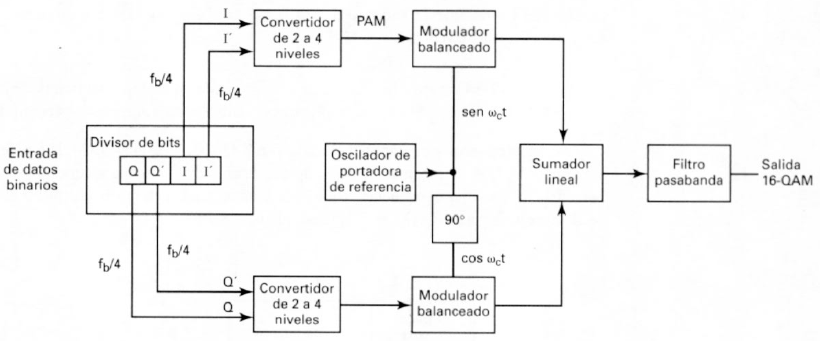 I
I´
Convertidor
de 2 a 4
niveles
PAM
Modulador
balanceado
f_b/4
f_b/4
sen ω_ct
Entrada
de datos
binarios
Divisor de bits
Q Q´ I I´
Oscilador de
portadora
de referencia
Sumador
lineal
Filtro
pasabanda
Salida
16-QAM
90°
f_b/4
f_b/4
cos ω_ct
Q´
Q
Convertidor
de 2 a 4
niveles
Modulador
balanceado